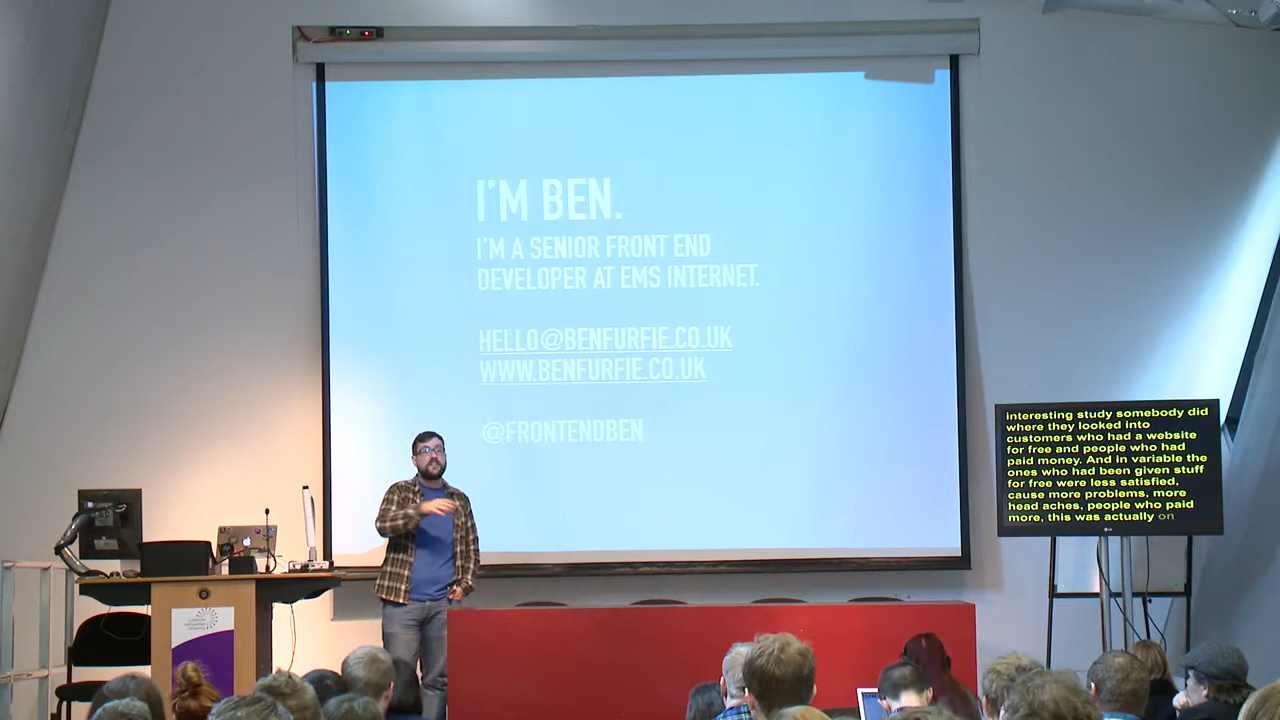 I'M BEN.
I'M A SENIOR FRONT END
DEVELOPER AT EMS INTERNET.
HELLO@BENFURFIE.CO.UK
WWW.BENFURFIE.CO.UK
@FRONTENDBEN
interesting study somebody did
where they looked into
customers who had a website
for free and people who had
paid money. And in variable the
ones who had been given stuff
for free were less satisfied,
cause more problems, more
head aches, people who paid
more, this was actually on